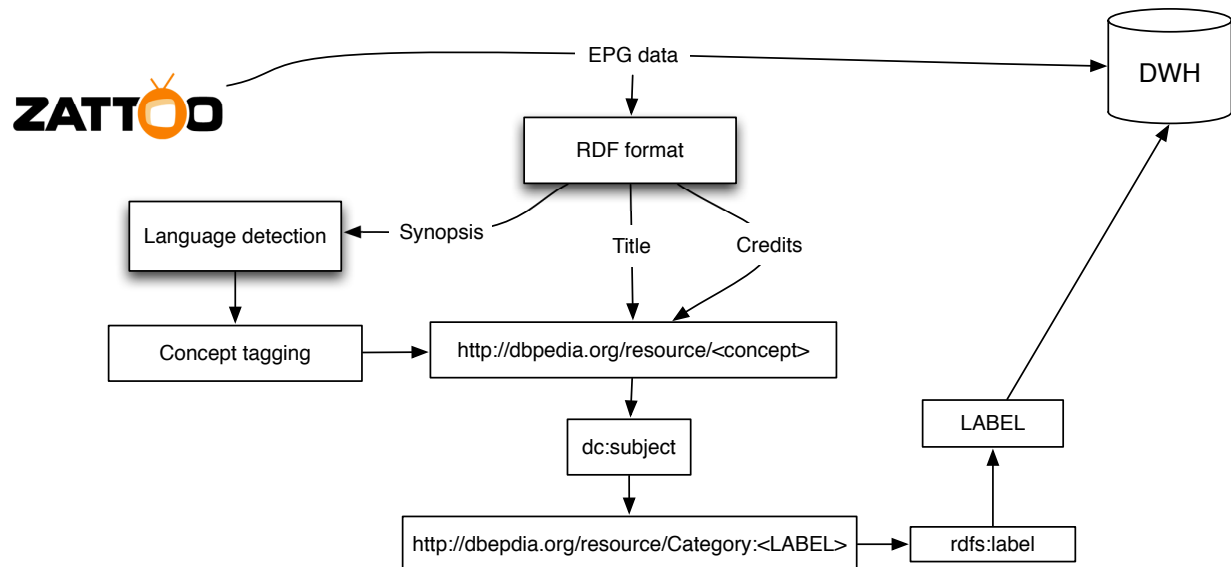 EPG data
DWH
ZATTOO
RDF format
Language detection
Synopsis
Title
Credits
Concept tagging
http://dbpedia.org/resource/<concept>
LABEL
dc:subject
http://dbepdia.org/resource/Category:<LABEL>
rdfs:label